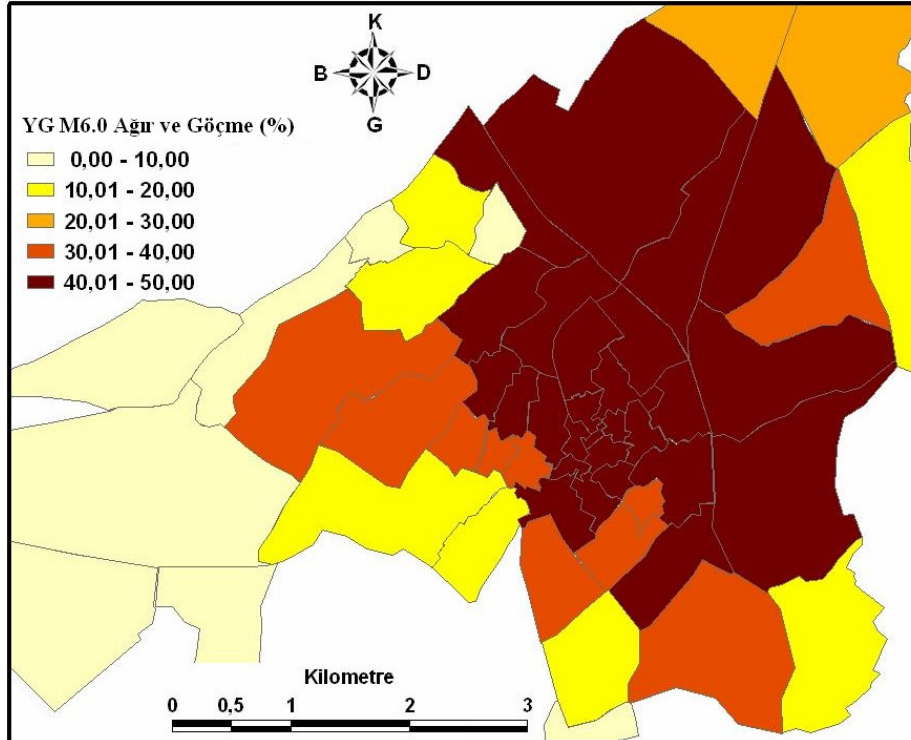 K
B D
G
YG M6.0 Ağır ve Göçme (%)
0,00 - 10,00
10,01 - 20,00
20,01 - 30,00
30,01 - 40,00
40,01 - 50,00
Kilometre
0 0,5 1 2 3